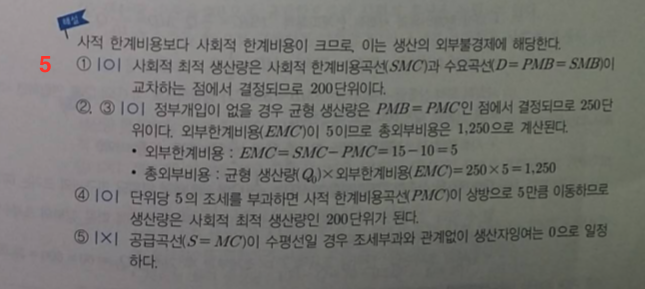 해설
사적 한계비용보다 사회적 한계비용이 크므로, 이는 생산의 외부불경제에 해당한다.
5
① |O| 사회적 최적 생산량은 사회적 한계비용곡선(SMC)과 수요곡선(D=PMB=SMB)이
교차하는 점에서 결정되므로 200단위이다.
②, ③ |O| 정부개입이 없을 경우 균형 생산량은 PMB=PMC인 점에서 결정되므로 250단
위이다. 외부한계비용(EMC)이 5이므로 총외부비용은 1,250으로 계산된다.
• 외부한계비용 : EMC=SMC-PMC=15-10=5
• 총외부비용 : 균형 생산량(Q₀)×외부한계비용(EMC)=250×5=1,250
④ |O| 단위당 5의 조세를 부과하면 사적 한계비용곡선(PMC)이 상방으로 5만큼 이동하므로
생산량은 사회적 최적 생산량인 200단위가 된다.
⑤ |X| 공급곡선(S=MC)이 수평선일 경우 조세부과와 관계없이 생산자잉여는 0으로 일정
하다.